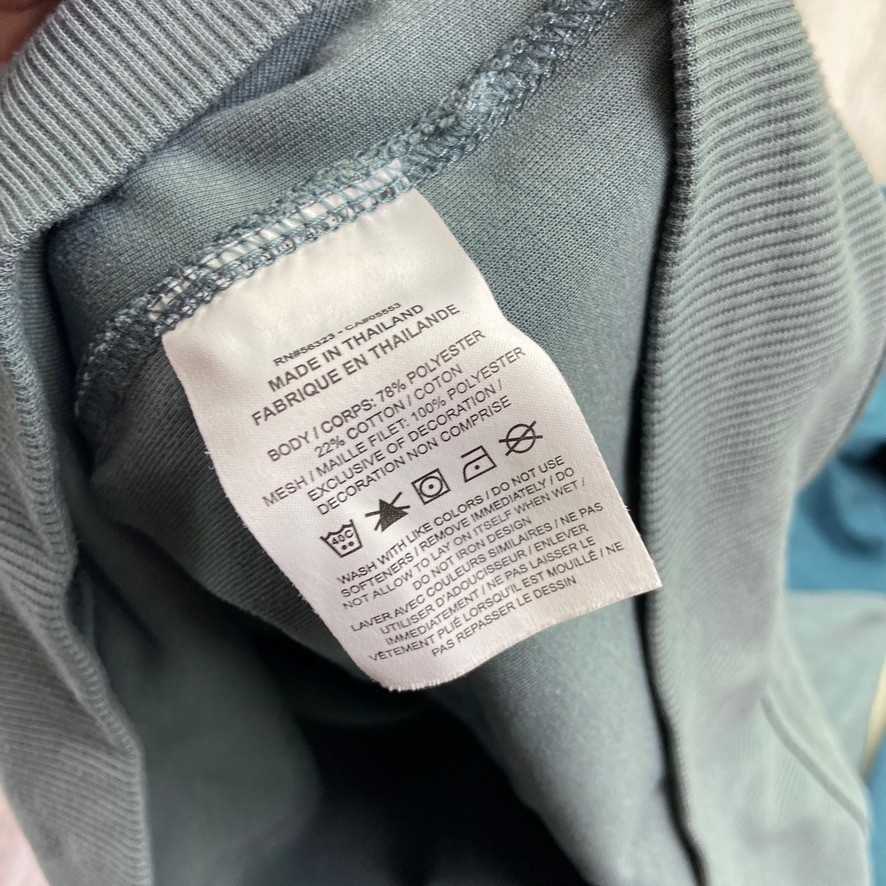 RN#56323 - CA#05553
MADE IN THAILAND
FABRIQUE EN THAILANDE
BODY / CORPS: 78% POLYESTER
22% COTTON / COTON
MESH / MAILLE FILET: 100% POLYESTER
EXCLUSIVE OF DECORATION /
DECORATION NON COMPRISE
40C
WASH WITH LIKE COLORS / DO NOT USE
SOFTENERS / REMOVE IMMEDIATELY / DO
NOT ALLOW TO LAY ON ITSELF WHEN WET /
DO NOT IRON DESIGN
LAVER AVEC COULEURS SIMILAIRES / NE PAS
UTILISER D'ADOUCISSEUR / ENLEVER
IMMEDIATEMENT / NE PAS LAISSER LE
VÊTEMENT PLIÉ LORSQU'IL EST MOUILLÉ / NE
PAS REPASSER LE DESSIN